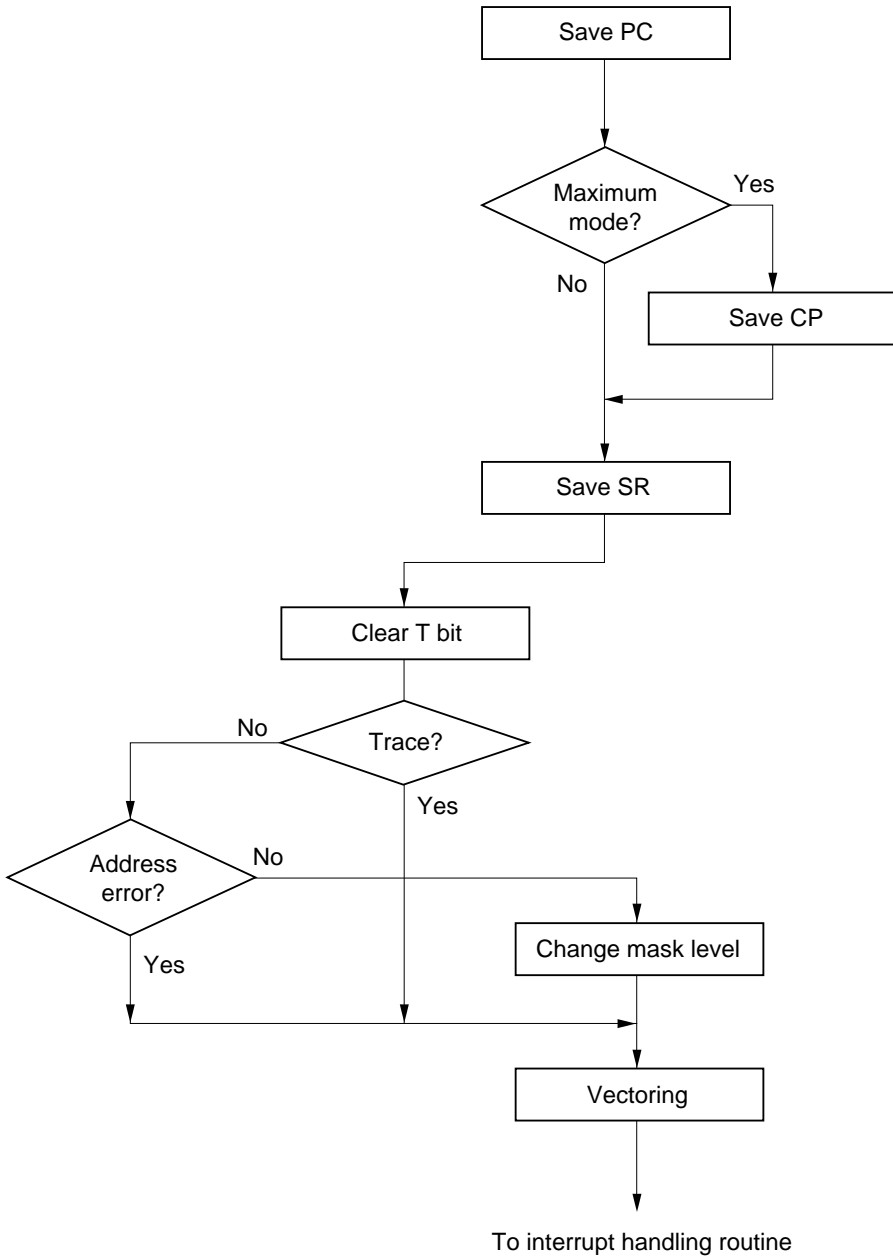 Save PC
Maximum
mode?
Yes
No
Save CP
Save SR
Clear T bit
No
Trace?
Yes
Address
error?
No
Yes
Change mask level
Vectoring
To interrupt handling routine